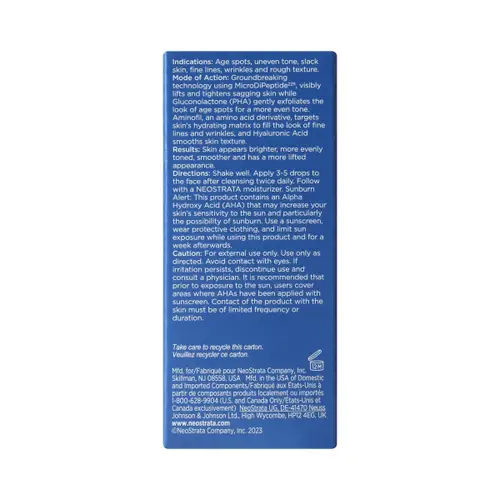 Indications: Age spots, uneven tone, slack
skin, fine lines, wrinkles and rough texture.
Mode of Action: Groundbreaking
technology using MicroDiPeptide²²⁹, visibly
lifts and tightens sagging skin while
Gluconolactone (PHA) gently exfoliates the
look of age spots for a more even tone.
Aminofil, an amino acid derivative, targets
skin's hydrating matrix to fill the look of fine
lines and wrinkles, and Hyaluronic Acid
smooths skin texture.
Results: Skin appears brighter, more evenly
toned, smoother and has a more lifted
appearance.
Directions: Shake well. Apply 3-5 drops to
the face after cleansing twice daily. Follow
with a NEOSTRATA moisturizer. Sunburn
Alert: This product contains an Alpha
Hydroxy Acid (AHA) that may increase your
skin's sensitivity to the sun and particularly
the possibility of sunburn. Use a sunscreen,
wear protective clothing, and limit sun
exposure while using this product and for a
week afterwards.
Caution: For external use only. Use only as
directed. Avoid contact with eyes. If
irritation persists, discontinue use and
consult a physician. It is recommended that
prior to exposure to the sun, users cover
areas where AHAs have been applied with
sunscreen. Contact of the product with the
skin must be of limited frequency or
duration.
Take care to recycle this carton.
Veuillez recycler ce carton.
12M
Mfd. for/Fabriqué pour NeoStrata Company, Inc.
Skillman, NJ 08558, USA Mfd. in the USA of Domestic
and Imported Components/Fabriqué aux États-Unis à
partir de composants produits localement ou importés
1-800-628-9904 (U.S. and Canada Only/États-Unis et
Canada exclusivement) NeoStrata UG, DE-41470 Neuss
Johnson & Johnson Ltd., High Wycombe, HP12 4EG, UK
www.neostrata.com
©NeoStrata Company, Inc. 2023